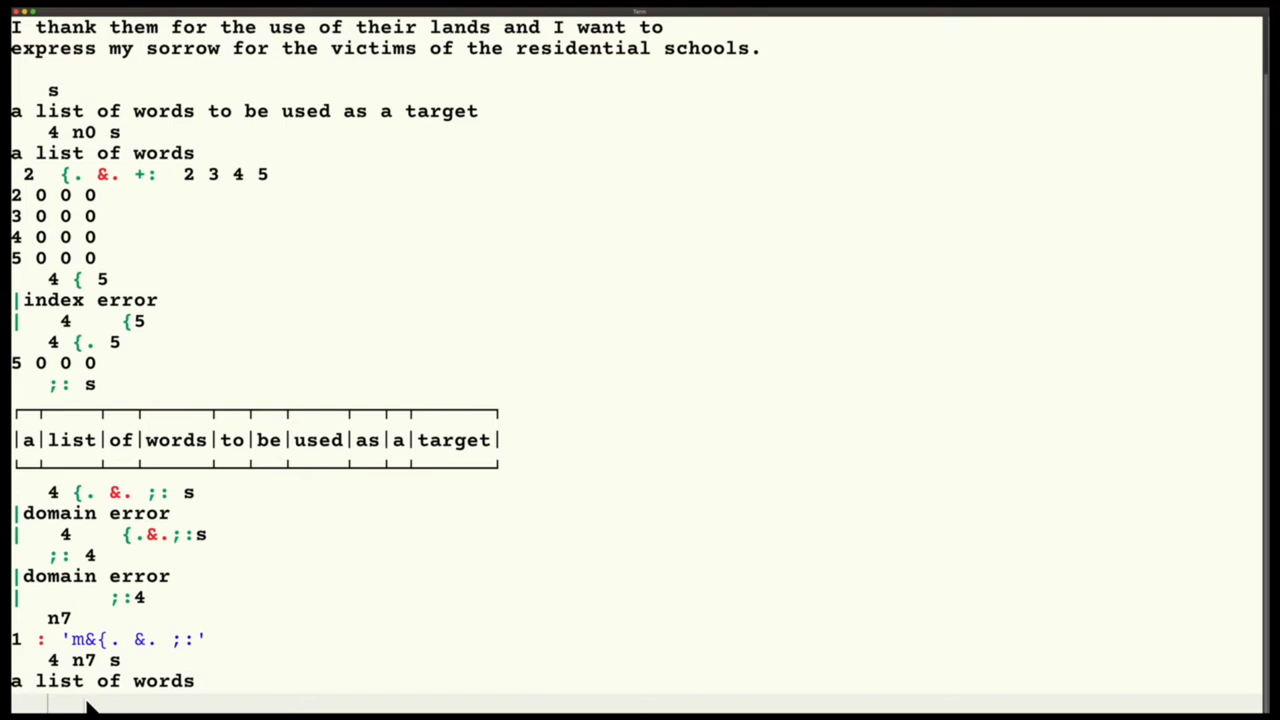 Term
I thank them for the use of their lands and I want to
express my sorrow for the victims of the residential schools.
s
a list of words to be used as a target
4 n0 s
a list of words
2 {. &. +: 2 3 4 5
2 0 0 0
3 0 0 0
4 0 0 0
5 0 0 0
4 { 5
|index error
| 4 {5
4 {. 5
5 0 0 0
;: s
|a|list|of|words|to|be|used|as|a|target|
4 {. &. ;: s
|domain error
| 4 {.&.;:s
;: 4
|domain error
| ;:4
n7
1 : 'm&{. &. ;:'
4 n7 s
a list of words